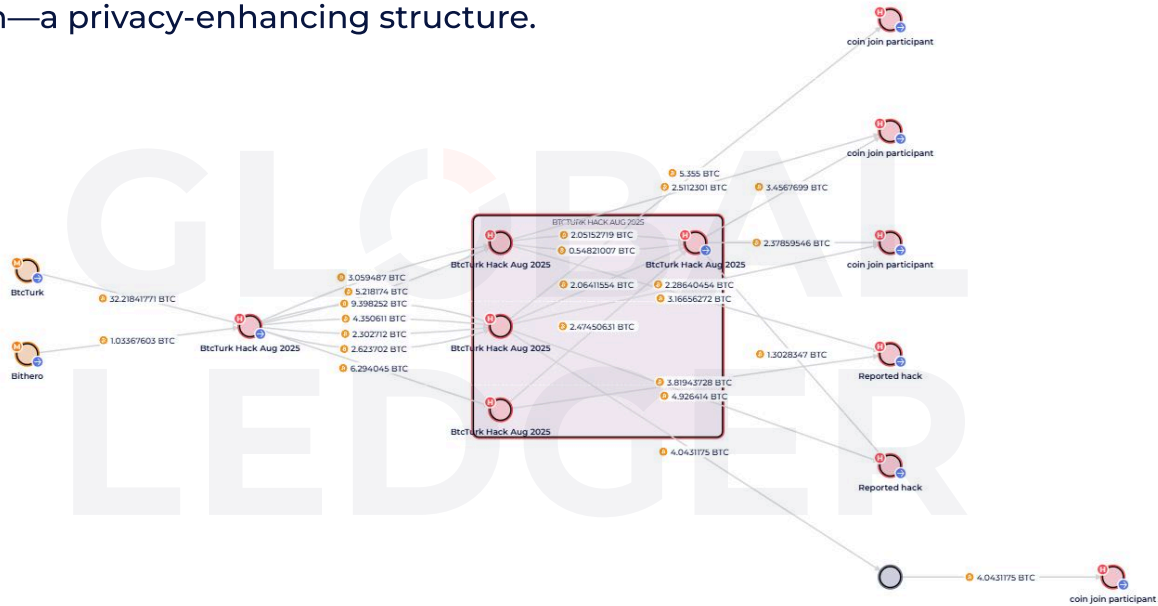 n—a privacy-enhancing structure.
coin join participant
coin join participant
5.355 BTC
2.5112301 BTC
3.4567699 BTC
BTCTURK HACK AUG 2025
2.05152719 BTC
2.37859546 BTC
0.54821007 BTC
BtcTurk Hack Aug 2025
BtcTurk Hack Aug 2025
coin join participant
3.059487 BTC
2.06411554 BTC
2.28640454 BTC
BtcTurk
5.218174 BTC
32.21841771 BTC
3.16656272 BTC
9.398252 BTC
4.350611 BTC
2.47450631 BTC
2.302712 BTC
1.03367603 BTC
BtcTurk Hack Aug 2025
BtcTurk Hack Aug 2025
2.623702 BTC
1.3028347 BTC
6.294045 BTC
Bithero
Reported hack
3.81943728 BTC
4.926414 BTC
BtcTurk Hack Aug 2025
4.0431175 BTC
Reported hack
4.0431175 BTC
coin join participant
GLOBAL
LEDGER